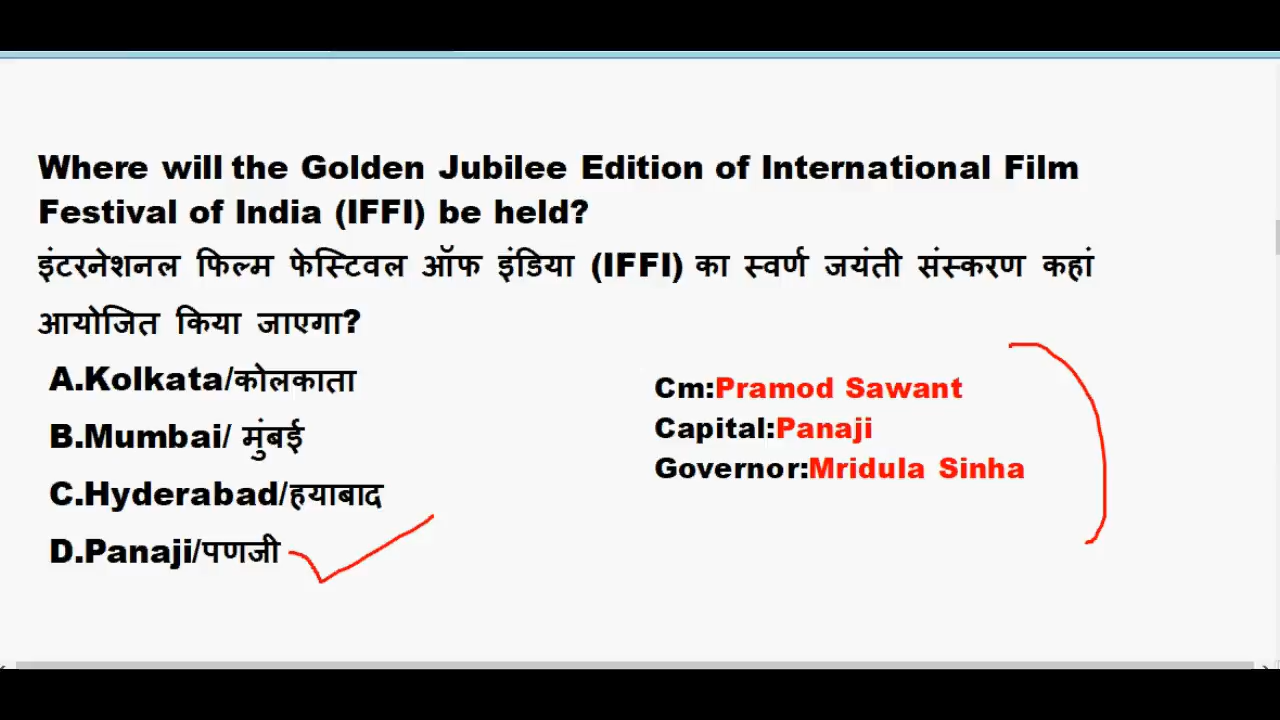 Where will the Golden Jubilee Edition of International Film
Festival of India (IFFI) be held?
इंटरनेशनल फिल्म फेस्टिवल ऑफ इंडिया (IFFI) का स्वर्ण जयंती संस्करण कहां
आयोजित किया जाएगा?
A.Kolkata/कोलकाता
B.Mumbai/ मुंबई
C.Hyderabad/हयाबाद
D.Panaji/पणजी
Cm:Pramod Sawant
Capital:Panaji
Governor:Mridula Sinha